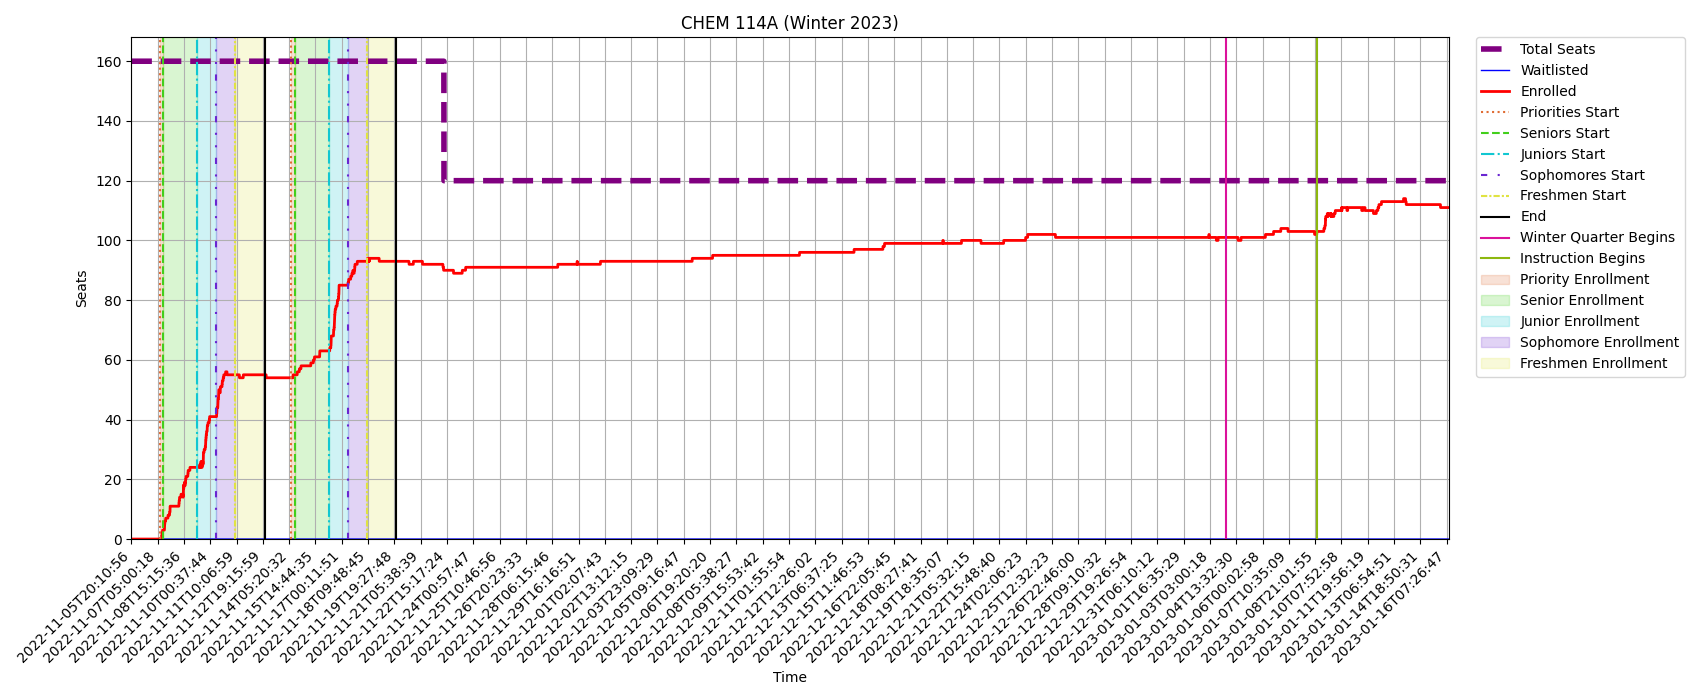 CHEM 114A (Winter 2023)
160
140
120
100
80
60
40
20
0
Seats
2022-11-05T20:10:56
2022-11-07T05:00:18
2022-11-08T15:15:36
2022-11-10T00:37:44
2022-11-11T10:06:59
2022-11-12T19:15:59
2022-11-14T05:20:32
2022-11-15T14:44:35
2022-11-17T00:11:51
2022-11-18T09:48:45
2022-11-19T19:27:48
2022-11-21T05:38:39
2022-11-22T15:17:24
2022-11-24T00:57:47
2022-11-25T10:46:56
2022-11-26T20:23:33
2022-11-28T06:15:46
2022-11-29T16:16:51
2022-12-01T02:07:43
2022-12-02T13:12:15
2022-12-03T23:09:29
2022-12-05T09:16:47
2022-12-06T19:20:20
2022-12-08T05:38:27
2022-12-09T15:53:42
2022-12-11T01:55:54
2022-12-12T12:26:02
2022-12-13T06:37:25
2022-12-15T11:46:53
2022-12-16T22:05:45
2022-12-18T08:27:41
2022-12-19T18:35:07
2022-12-21T05:32:15
2022-12-22T15:48:40
2022-12-24T02:06:23
2022-12-25T12:32:23
2022-12-26T22:46:00
2022-12-28T09:10:32
2022-12-29T19:26:54
2022-12-31T06:10:12
2023-01-01T16:35:29
2023-01-03T03:00:18
2023-01-04T13:32:30
2023-01-06T00:02:58
2023-01-07T10:35:09
2023-01-08T21:01:55
2023-01-10T07:52:58
2023-01-11T19:56:19
2023-01-13T06:54:51
2023-01-14T18:50:31
2023-01-16T07:26:47
Time
Total Seats
Waitlisted
Enrolled
Priorities Start
Seniors Start
Juniors Start
Sophomores Start
Freshmen Start
End
Winter Quarter Begins
Instruction Begins
Priority Enrollment
Senior Enrollment
Junior Enrollment
Sophomore Enrollment
Freshmen Enrollment